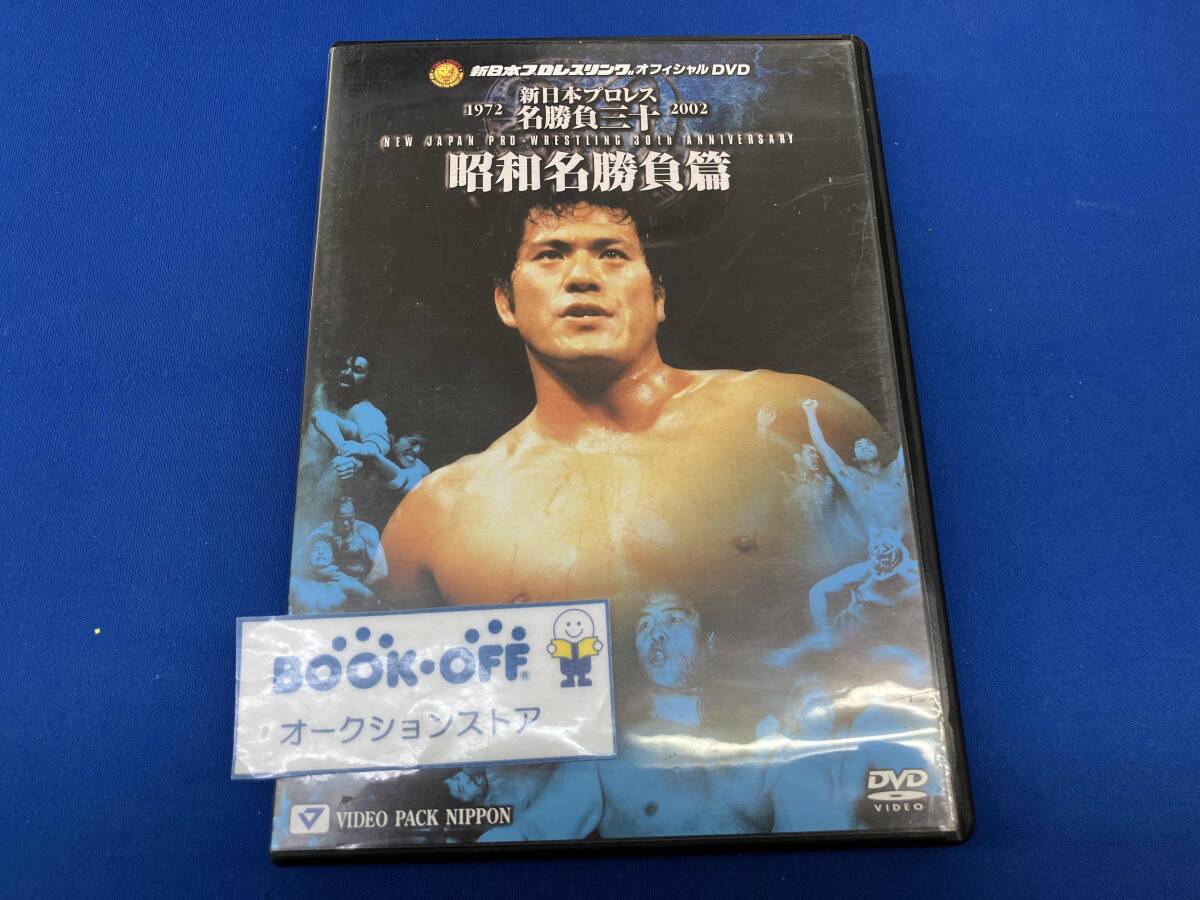 新日本プロレスリング オフィシャルDVD
1972 新日本プロレス 2002
名勝負三十
NEW JAPAN PRO-WRESTLING 30th ANNIVERSARY
昭和名勝負篇
BOOK・OFF®
オークションストア
VIDEO PACK NIPPON
DVD
VIDEO